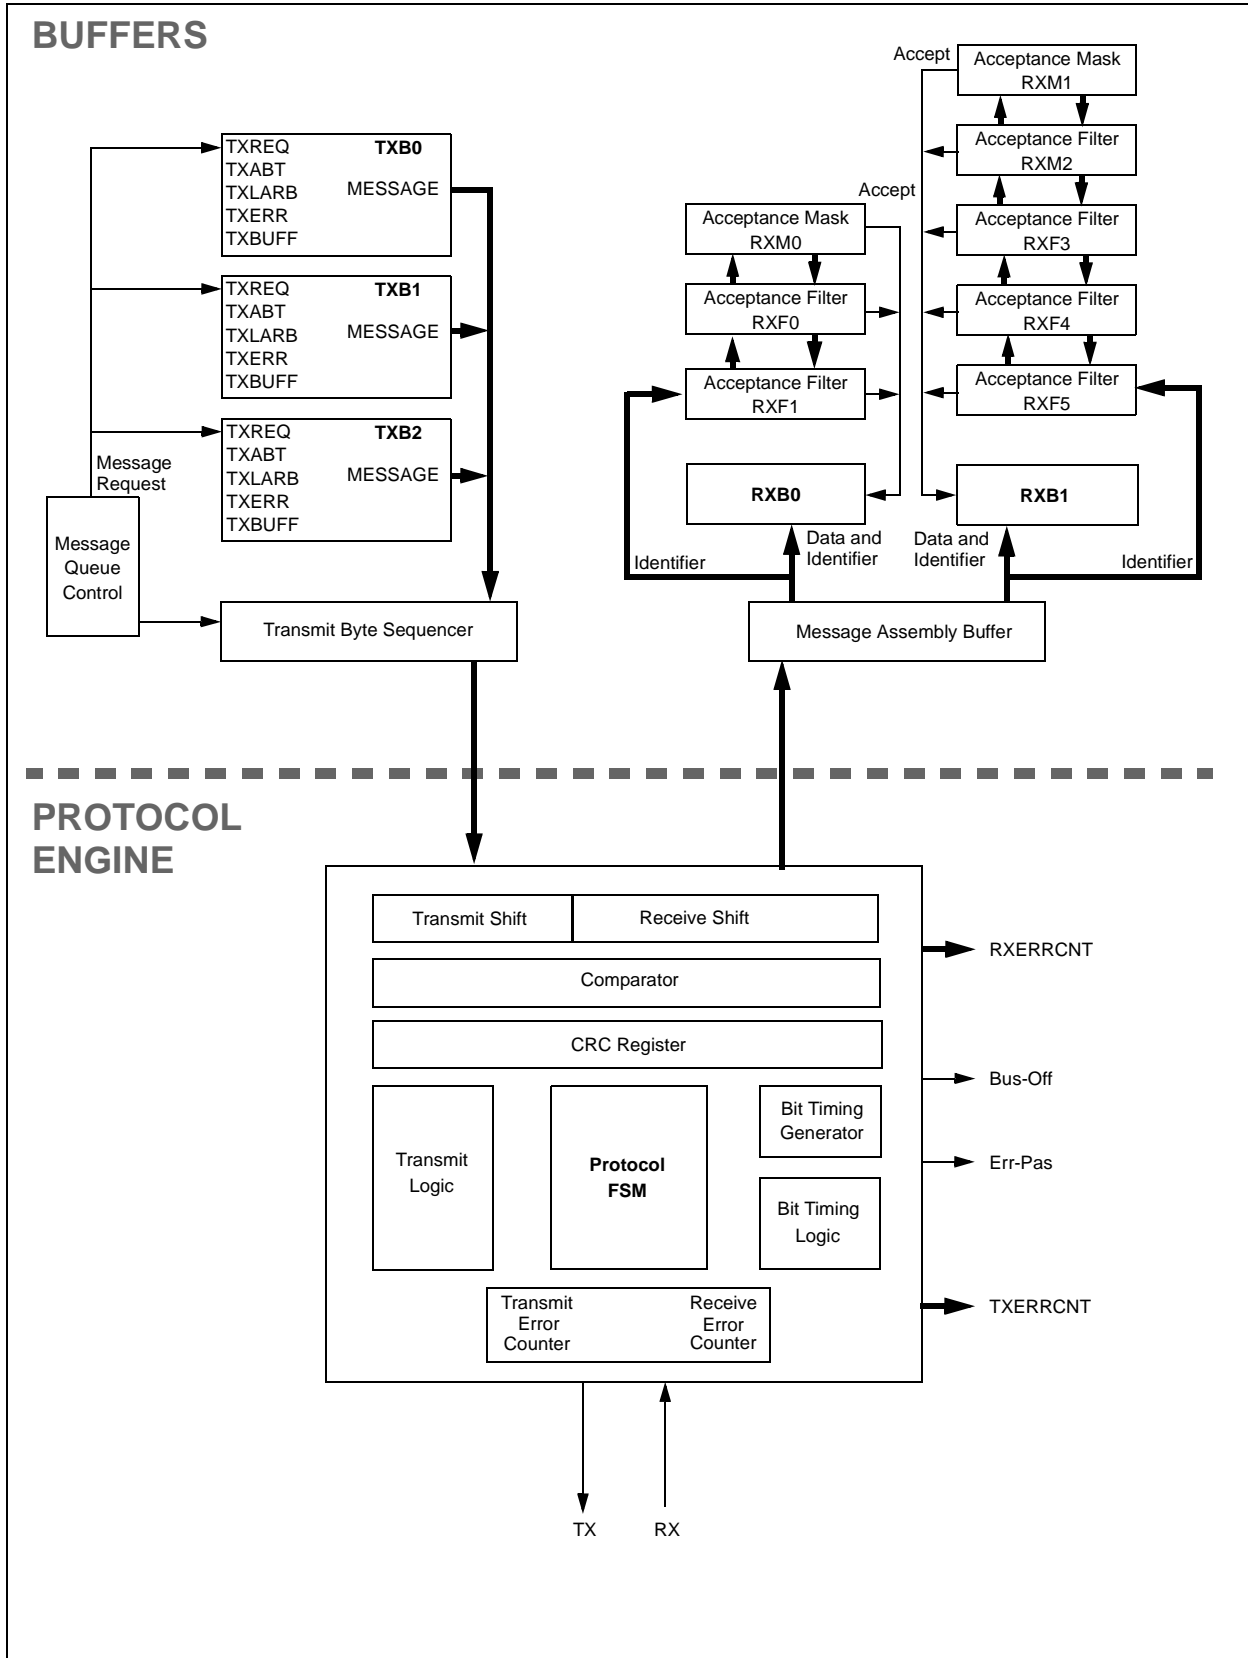 BUFFERS
TXREQ TXB0
TXABT
TXLARB MESSAGE
TXERR
TXBUFF
TXREQ TXB1
TXABT
TXLARB MESSAGE
TXERR
TXBUFF
TXREQ TXB2
TXABT
TXLARB MESSAGE
TXERR
TXBUFF
Message
Request
Message
Queue
Control
Transmit Byte Sequencer
Accept
Acceptance Mask
RXM1
Acceptance Filter
RXM2
Accept
Acceptance Mask
RXM0
Acceptance Filter
RXF3
Acceptance Filter
RXF0
Acceptance Filter
RXF4
Acceptance Filter
RXF1
Acceptance Filter
RXF5
RXB0
RXB1
Data and
Identifier
Data and
Identifier
Identifier
Identifier
Message Assembly Buffer
PROTOCOL
ENGINE
Transmit Shift
Receive Shift
Comparator
CRC Register
Transmit
Logic
Protocol
FSM
Bit Timing
Generator
Bit Timing
Logic
Transmit
Error
Counter
Receive
Error
Counter
RXERRCNT
Bus-Off
Err-Pas
TXERRCNT
TX
RX